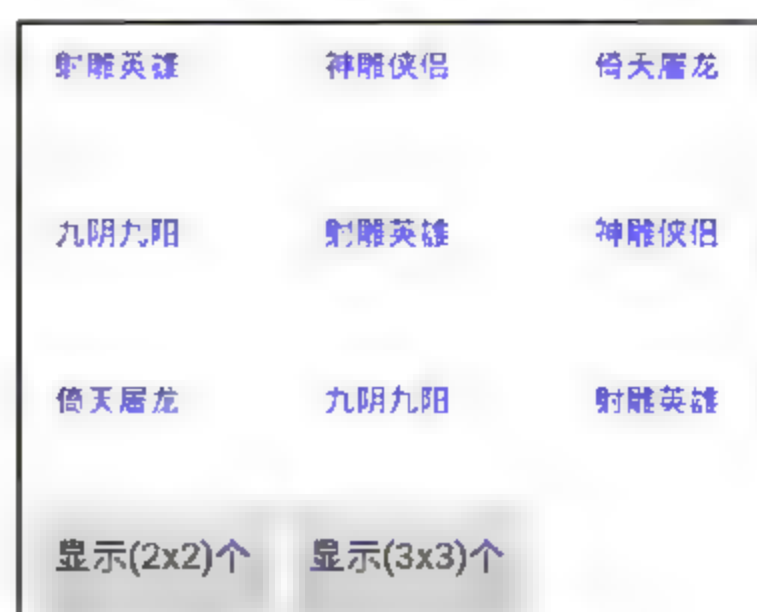 射雕英雄 神雕侠侣 倚天屠龙
九阴九阳 射雕英雄 神雕侠侣
倚天屠龙 九阴九阳 射雕英雄
显示(2x2)个 显示(3x3)个